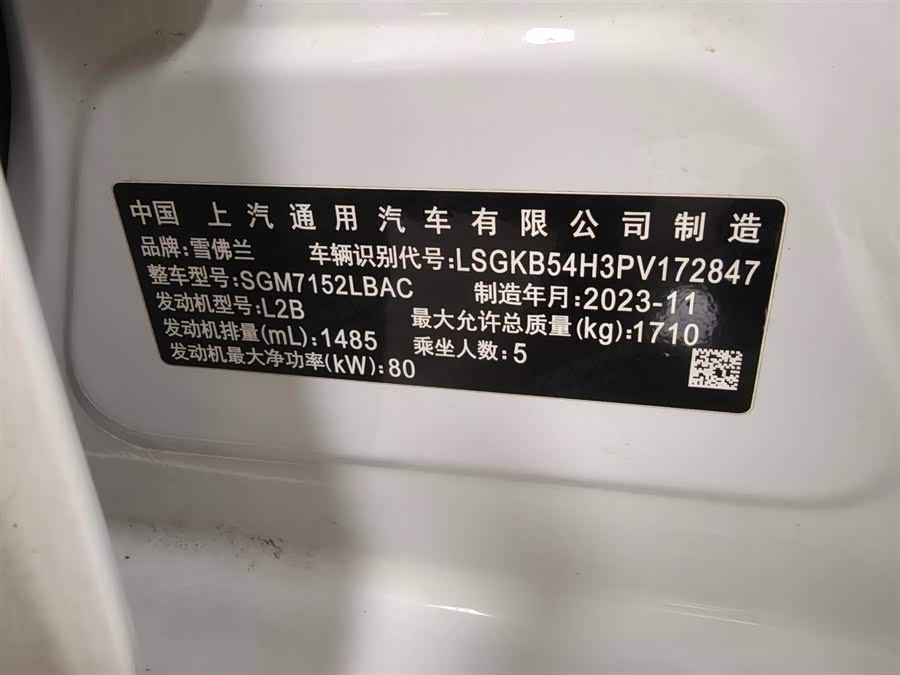 中国 上汽通用汽车有限公司制造
品牌:雪佛兰 车辆识别代号:LSGKB54H3PV172847
整车型号:SGM7152LBAC 制造年月:2023-11
发动机型号:L2B 最大允许总质量(kg):1710
发动机排量(mL):1485 乘坐人数:5
发动机最大净功率(kW):80